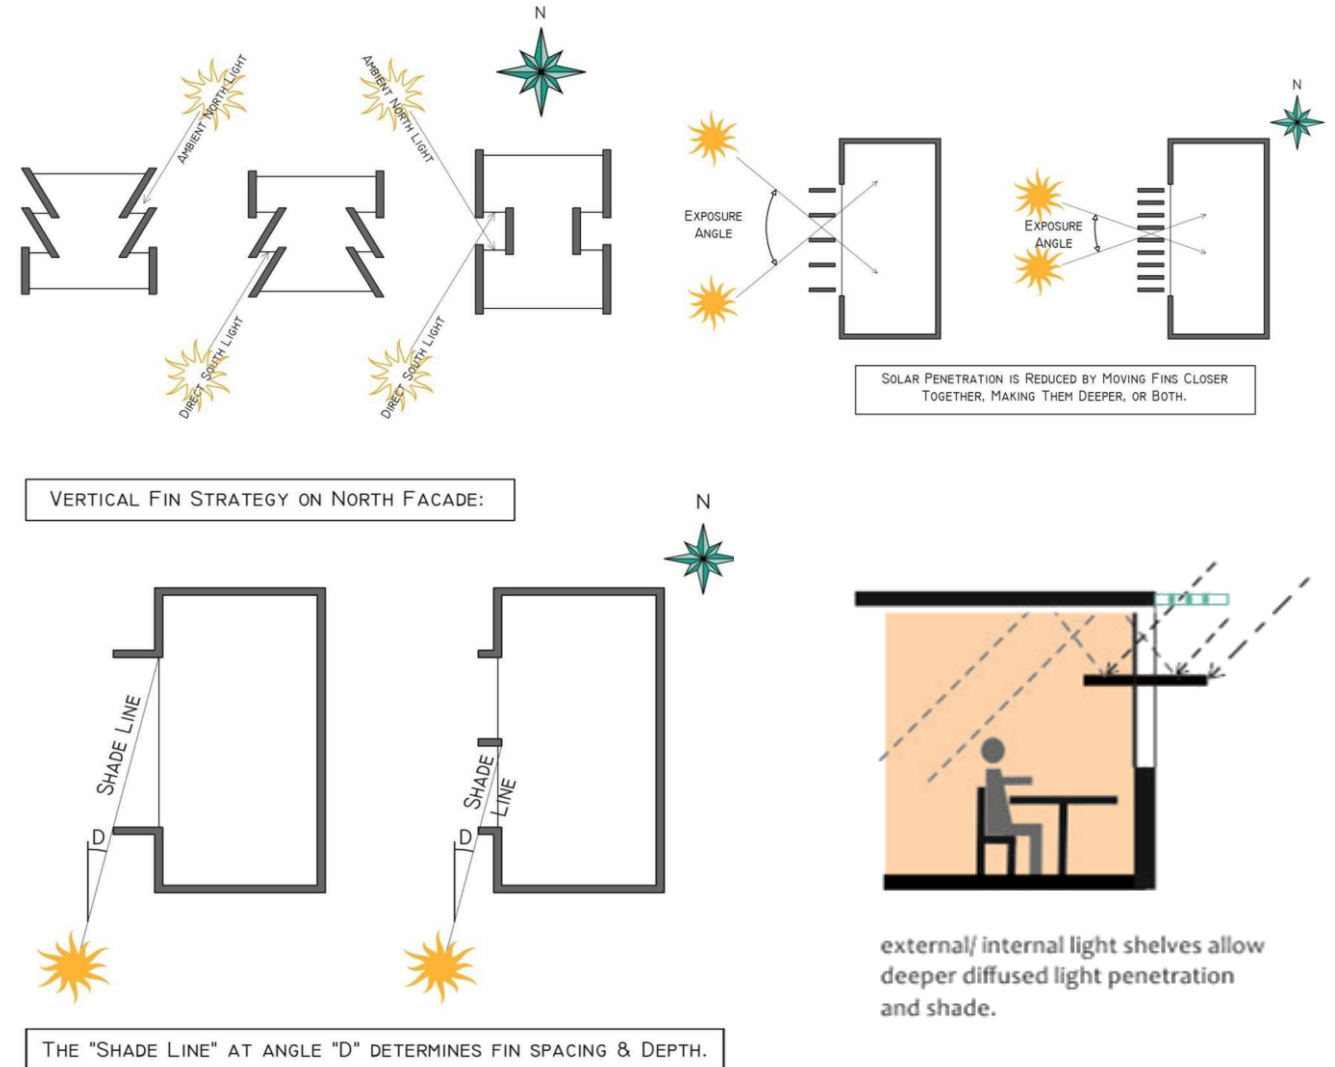 N
AMBIENT NORTH LIGHT
AMBIENT NORTH LIGHT
DIRECT SOUTH LIGHT
DIRECT SOUTH LIGHT
N
EXPOSURE
ANGLE
EXPOSURE
ANGLE
SOLAR PENETRATION IS REDUCED BY MOVING FINS CLOSER
TOGETHER, MAKING THEM DEEPER, OR BOTH.
VERTICAL FIN STRATEGY ON NORTH FACADE:
N
SHADE LINE
D
SHADE
LINE
D
THE "SHADE LINE" AT ANGLE "D" DETERMINES FIN SPACING & DEPTH.
external/ internal light shelves allow
deeper diffused light penetration
and shade.